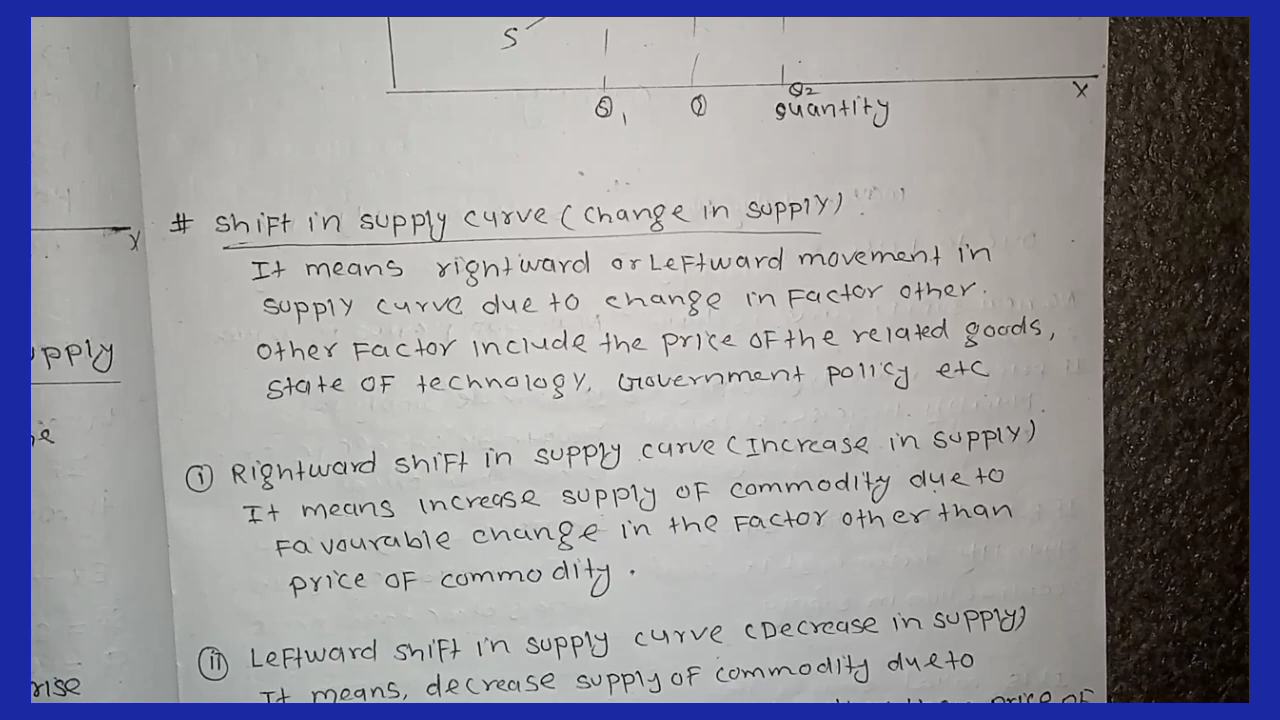 S
Q1 Q Q2 X
quantity
X
# Shift in supply curve (change in supply)
It means rightward or Leftward movement in
supply curve due to change in Factor other.
other Factor include the price of the related goods,
State of technology, Government policy etc
upply
i Rightward shift in supply curve (Increase in supply)
It means increase supply of commodity due to
Favourable change in the Factor other than
price of commodity.
ii Leftward shift in supply curve (Decrease in supply)
It means, decrease supply of commodity due to
rise
price of